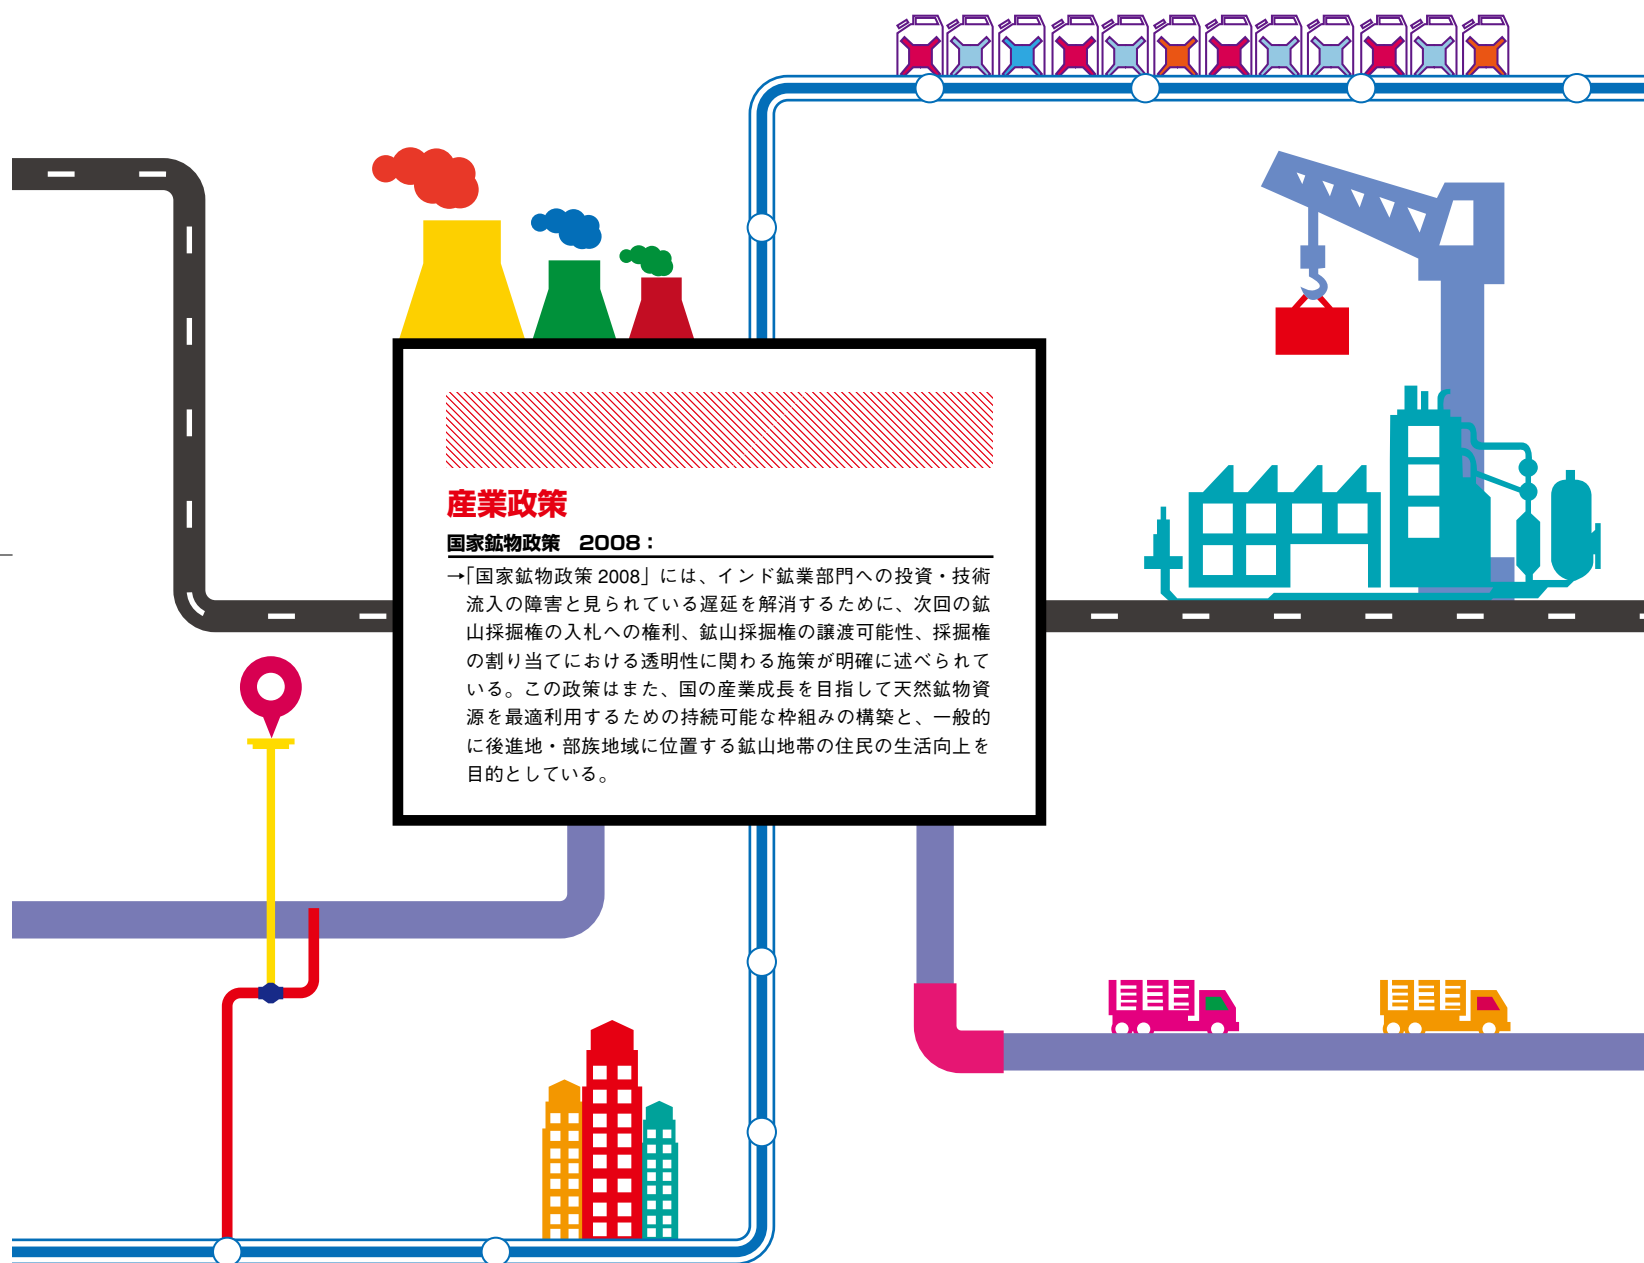 産業政策
国家鉱物政策　2008：
→「国家鉱物政策 2008」には、インド鉱業部門への投資・技術
流入の障害と見られている遅延を解消するために、次回の鉱
山採掘権の入札への権利、鉱山採掘権の譲渡可能性、採掘権
の割り当てにおける透明性に関わる施策が明確に述べられて
いる。この政策はまた、国の産業成長を目指して天然鉱物資
源を最適利用するための持続可能な枠組みの構築と、一般的
に後進地・部族地域に位置する鉱山地帯の住民の生活向上を
目的としている。